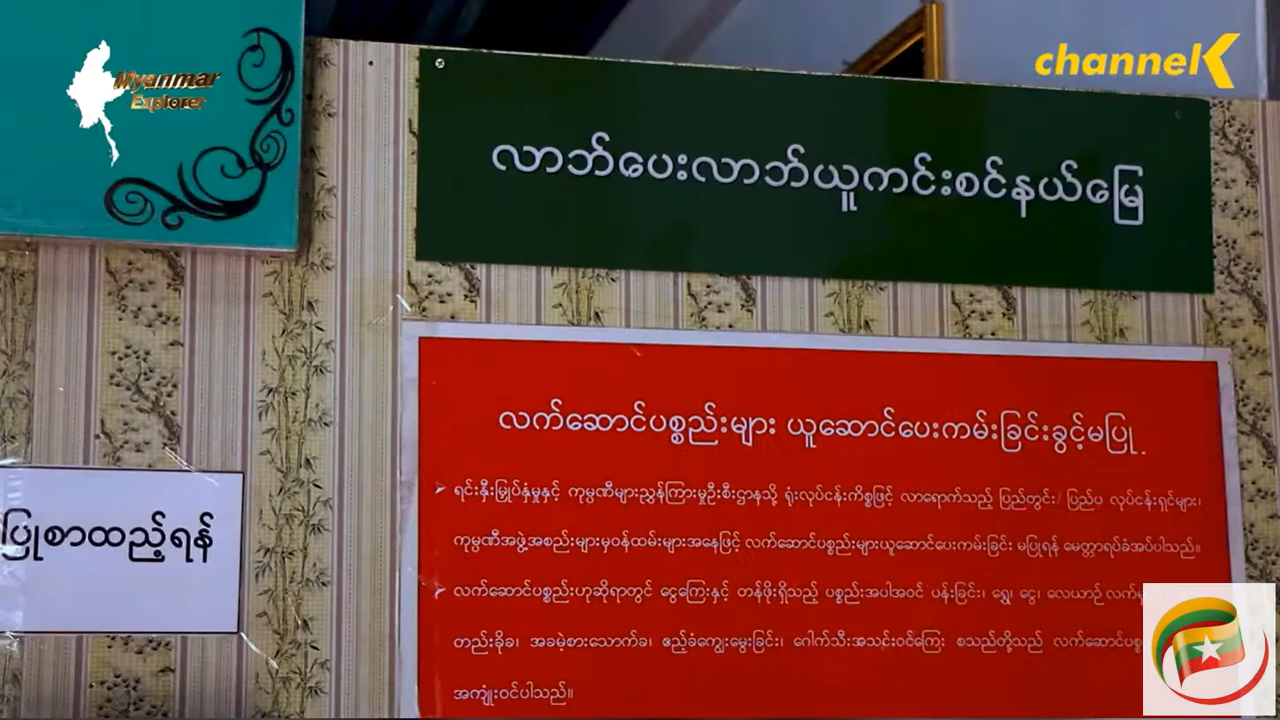 Myanmar
Explorer
channelK
လာဘ်ပေးလာဘ်ယူကင်းစင်နယ်မြေ
လက်ဆောင်ပစ္စည်းများ ယူဆောင်ပေးကမ်းခြင်းခွင့်မပြု
➢ ရင်းနှီးမြှုပ်နှံမှုနှင့် ကုမ္ပဏီများညွှန်ကြားမှုဦးစီးဌာနသို့ ရုံးလုပ်ငန်းကိစ္စဖြင့် လာရောက်သည့် ပြည်တွင်း/ ပြည်ပ လုပ်ငန်းရှင်များ၊
ကုမ္ပဏီအဖွဲ့အစည်းများမှဝန်ထမ်းများအနေဖြင့် လက်ဆောင်ပစ္စည်းများယူဆောင်ပေးကမ်းခြင်း မပြုရန် မေတ္တာရပ်ခံအပ်ပါသည်။
➢ လက်ဆောင်ပစ္စည်းဟုဆိုရာတွင် ငွေကြေးနှင့် တန်ဖိုးရှိသည့် ပစ္စည်းအပါအဝင် ပန်းခြင်း၊ ရွှေ၊ ငွေ၊ လေယာဉ်လက်မှ
တည်းခိုခ၊ အခမဲ့စားသောက်ခ၊ ဧည့်ခံကျွေးမွေးခြင်း၊ ဂေါက်သီးအသင်းဝင်ကြေး စသည်တို့သည် လက်ဆောင်ပစ္စ
အကျုံးဝင်ပါသည်။
ပြုစာထည့်ရန်